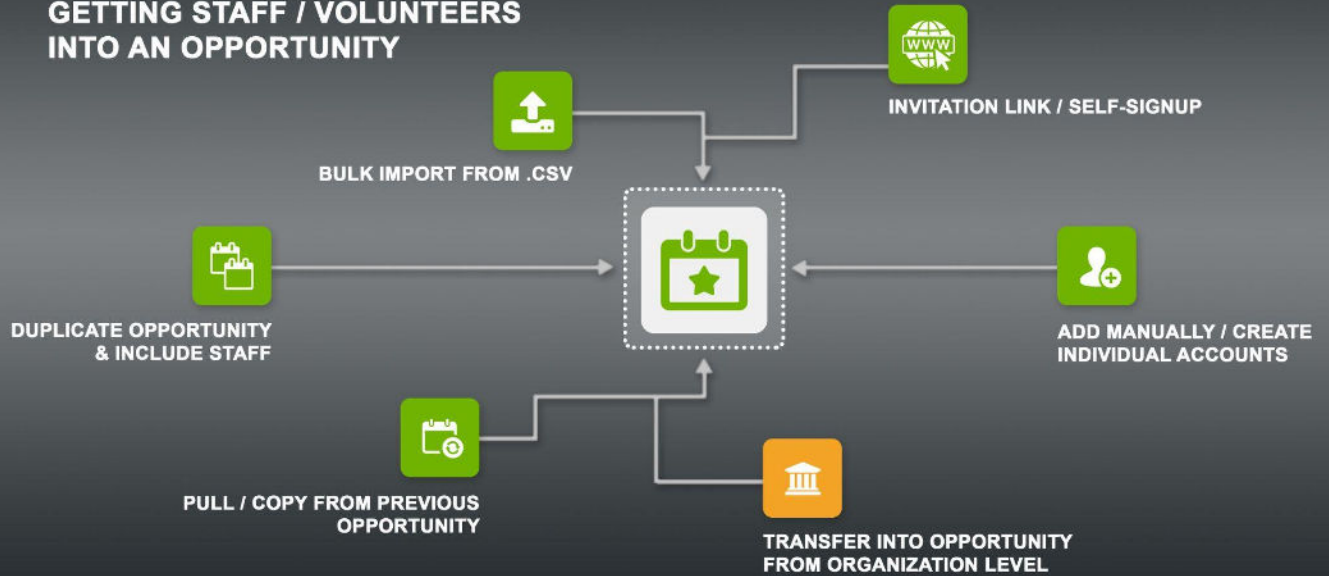 GETTING STAFF / VOLUNTEERS
INTO AN OPPORTUNITY
WWW
INVITATION LINK / SELF-SIGNUP
BULK IMPORT FROM .CSV
DUPLICATE OPPORTUNITY
& INCLUDE STAFF
ADD MANUALLY / CREATE
INDIVIDUAL ACCOUNTS
PULL / COPY FROM PREVIOUS
OPPORTUNITY
TRANSFER INTO OPPORTUNITY
FROM ORGANIZATION LEVEL